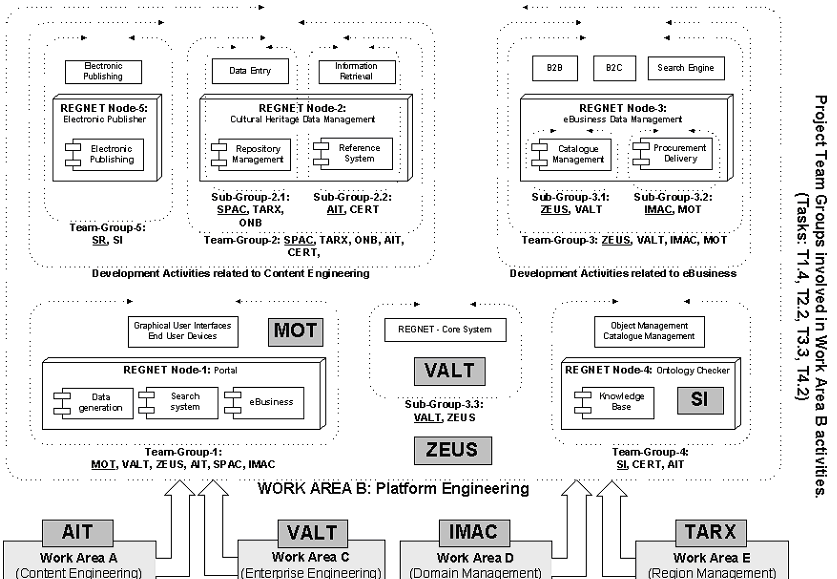 Electronic
Publishing
Data Entry
Information
Retrieval
B2B
B2C
Search Engine
REGNET Node-5:
Electronic Publisher
Electronic
Publishing
REGNET Node-2:
Cultural Heritage Data Management
Repository
Management
Reference
System
REGNET Node-3:
eBusiness Data Management
Catalogue
Management
Procurement
Delivery
Sub-Group-2.1:
SPAC, TARX,
ONB
Sub-Group-2.2:
AIT, CERT
Sub-Group-3.1:
ZEUS, VALT
Sub-Group-3.2:
IMAC, MOT
Team-Group-5:
SR, SI
Team-Group-2: SPAC, TARX, ONB, AIT,
CERT,
Team-Group-3: ZEUS, VALT, IMAC, MOT
Development Activities related to Content Engineering
Development Activities related to eBusiness
Graphical User Interfaces
End User Devices
MOT
REGNET - Core System
Object Management
Catalogue Management
REGNET Node-1: Portal
Data
generation
Search
system
eBusiness
VALT
REGNET Node-4: Ontology Checker
Knowledge
Base
SI
Sub-Group-3.3:
VALT, ZEUS
ZEUS
Team-Group-1:
MOT, VALT, ZEUS, AIT, SPAC, IMAC
Team-Group-4:
SI, CERT, AIT
WORK AREA B: Platform Engineering
AIT
Work Area A
(Content Engineering)
VALT
Work Area C
(Enterprise Engineering)
IMAC
Work Area D
(Domain Management)
TARX
Work Area E
(Region Management)
Project Team Groups involved in Work Area B activities.
(Tasks: T1.4, T2.2, T3.3, T4.2)